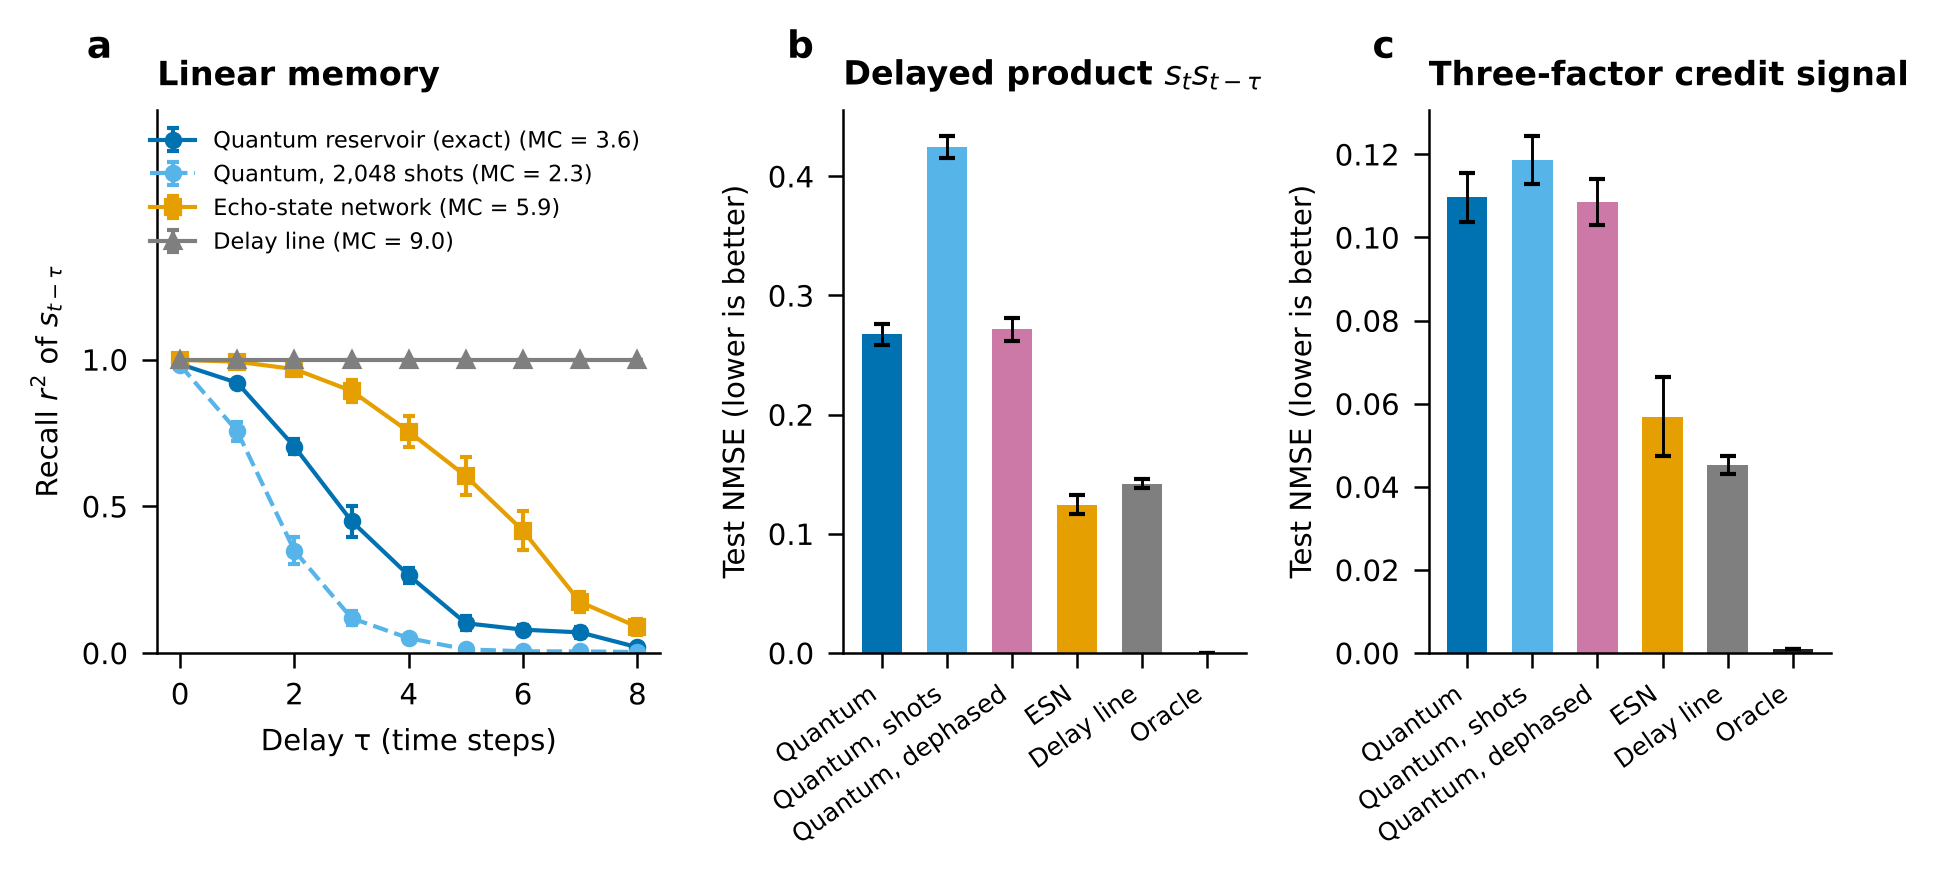 a
Linear memory
Quantum reservoir (exact) (MC = 3.6)
Quantum, 2,048 shots (MC = 2.3)
Echo-state network (MC = 5.9)
Delay line (MC = 9.0)
Recall r² of s_{t − τ}
1.0
0.5
0.0
0 2 4 6 8
Delay τ (time steps)
b
Delayed product s_t s_{t − τ}
Test NMSE (lower is better)
0.4
0.3
0.2
0.1
0.0
Quantum
Quantum, shots
Quantum, dephased
ESN
Delay line
Oracle
c
Three-factor credit signal
Test NMSE (lower is better)
0.12
0.10
0.08
0.06
0.04
0.02
0.00
Quantum
Quantum, shots
Quantum, dephased
ESN
Delay line
Oracle